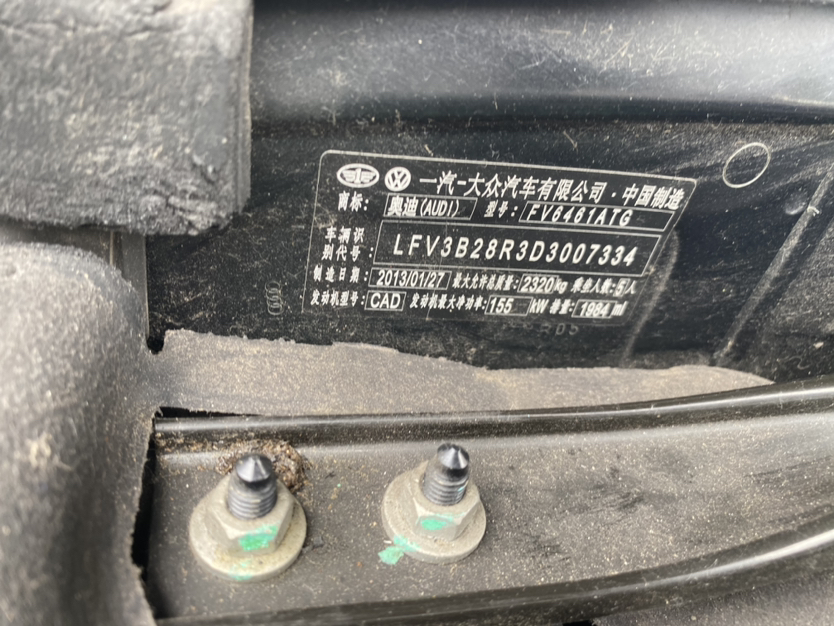 一汽-大众汽车有限公司·中国制造
商标: 奥迪(AUDI) 型号: FV6461ATG
车辆识别代号: LFV3B28R3D3007334
制造日期: 2013/01/27 最大允许总质量: 2320kg 乘坐人数: 5人
发动机型号: CAD 发动机最大净功率: 155 kW 排量: 1984 ml